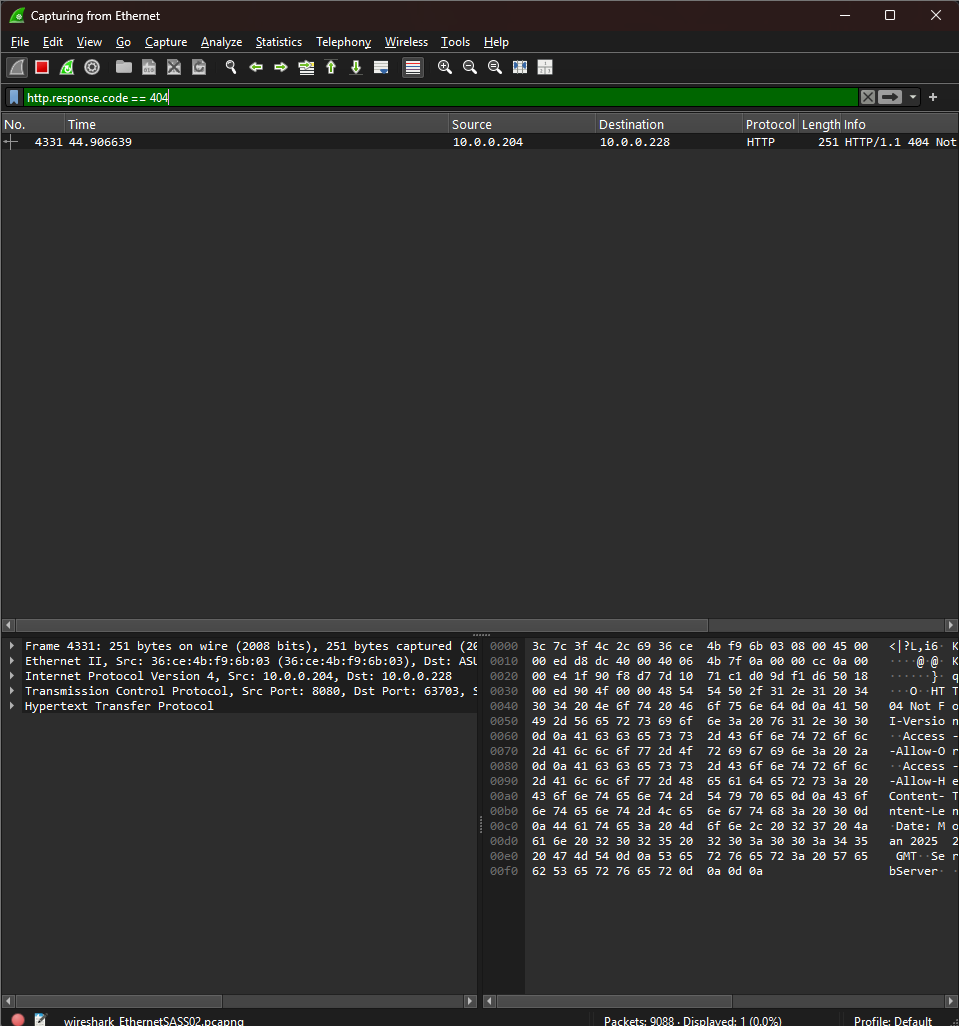 Capturing from Ethernet
File Edit View Go Capture Analyze Statistics Telephony Wireless Tools Help
http.response.code == 404
No. Time Source Destination Protocol Length Info
4331 44.906639 10.0.0.204 10.0.0.228 HTTP 251 HTTP/1.1 404 Not
Frame 4331: 251 bytes on wire (2008 bits), 251 bytes captured (20
Ethernet II, Src: 36:ce:4b:f9:6b:03 (36:ce:4b:f9:6b:03), Dst: ASU
Internet Protocol Version 4, Src: 10.0.0.204, Dst: 10.0.0.228
Transmission Control Protocol, Src Port: 8080, Dst Port: 63703, S
Hypertext Transfer Protocol
0000 3c 7c 3f 4c 2c 69 36 ce 4b f9 6b 03 08 00 45 00 <|?L,i6· K
0010 00 ed d8 dc 40 00 40 06 4b 7f 0a 00 00 cc 0a 00 ····@·@· K
0020 00 e4 1f 90 f8 d7 7d 10 71 c1 d0 9d f1 d6 50 18 ······}· q
0030 00 ed 90 4f 00 00 48 54 54 50 2f 31 2e 31 20 34 ···O··HT T
0040 30 34 20 4e 6f 74 20 46 6f 75 6e 64 0d 0a 41 50 04 Not F o
0050 49 2d 56 65 72 73 69 6f 6e 3a 20 76 31 2e 30 30 I-Version
0060 0d 0a 41 63 63 65 73 73 2d 43 6f 6e 74 72 6f 6c ··Access -
0070 2d 41 6c 6c 6f 77 2d 4f 72 69 67 69 6e 3a 20 2a -Allow-O r
0080 0d 0a 41 63 63 65 73 73 2d 43 6f 6e 74 72 6f 6c ··Access -
0090 2d 41 6c 6c 6f 77 2d 48 65 61 64 65 72 73 3a 20 -Allow-H e
00a0 43 6f 6e 74 65 6e 74 2d 54 79 70 65 0d 0a 43 6f Content- T
00b0 6e 74 65 6e 74 2d 4c 65 6e 67 74 68 3a 20 30 0d ntent-Le n
00c0 0a 44 61 74 65 3a 20 4d 6f 6e 2c 20 32 37 20 4a ·Date: M o
00d0 61 6e 20 32 30 32 35 20 32 30 3a 30 30 3a 34 35 an 2025 2
00e0 20 47 4d 54 0d 0a 53 65 72 76 65 72 3a 20 57 65 GMT··Se r
00f0 62 53 65 72 76 65 72 0d 0a 0d 0a bServer· ·
wireshark_EthernetSASS02.pcapng Packets: 9088 · Displayed: 1 (0.0%) Profile: Default